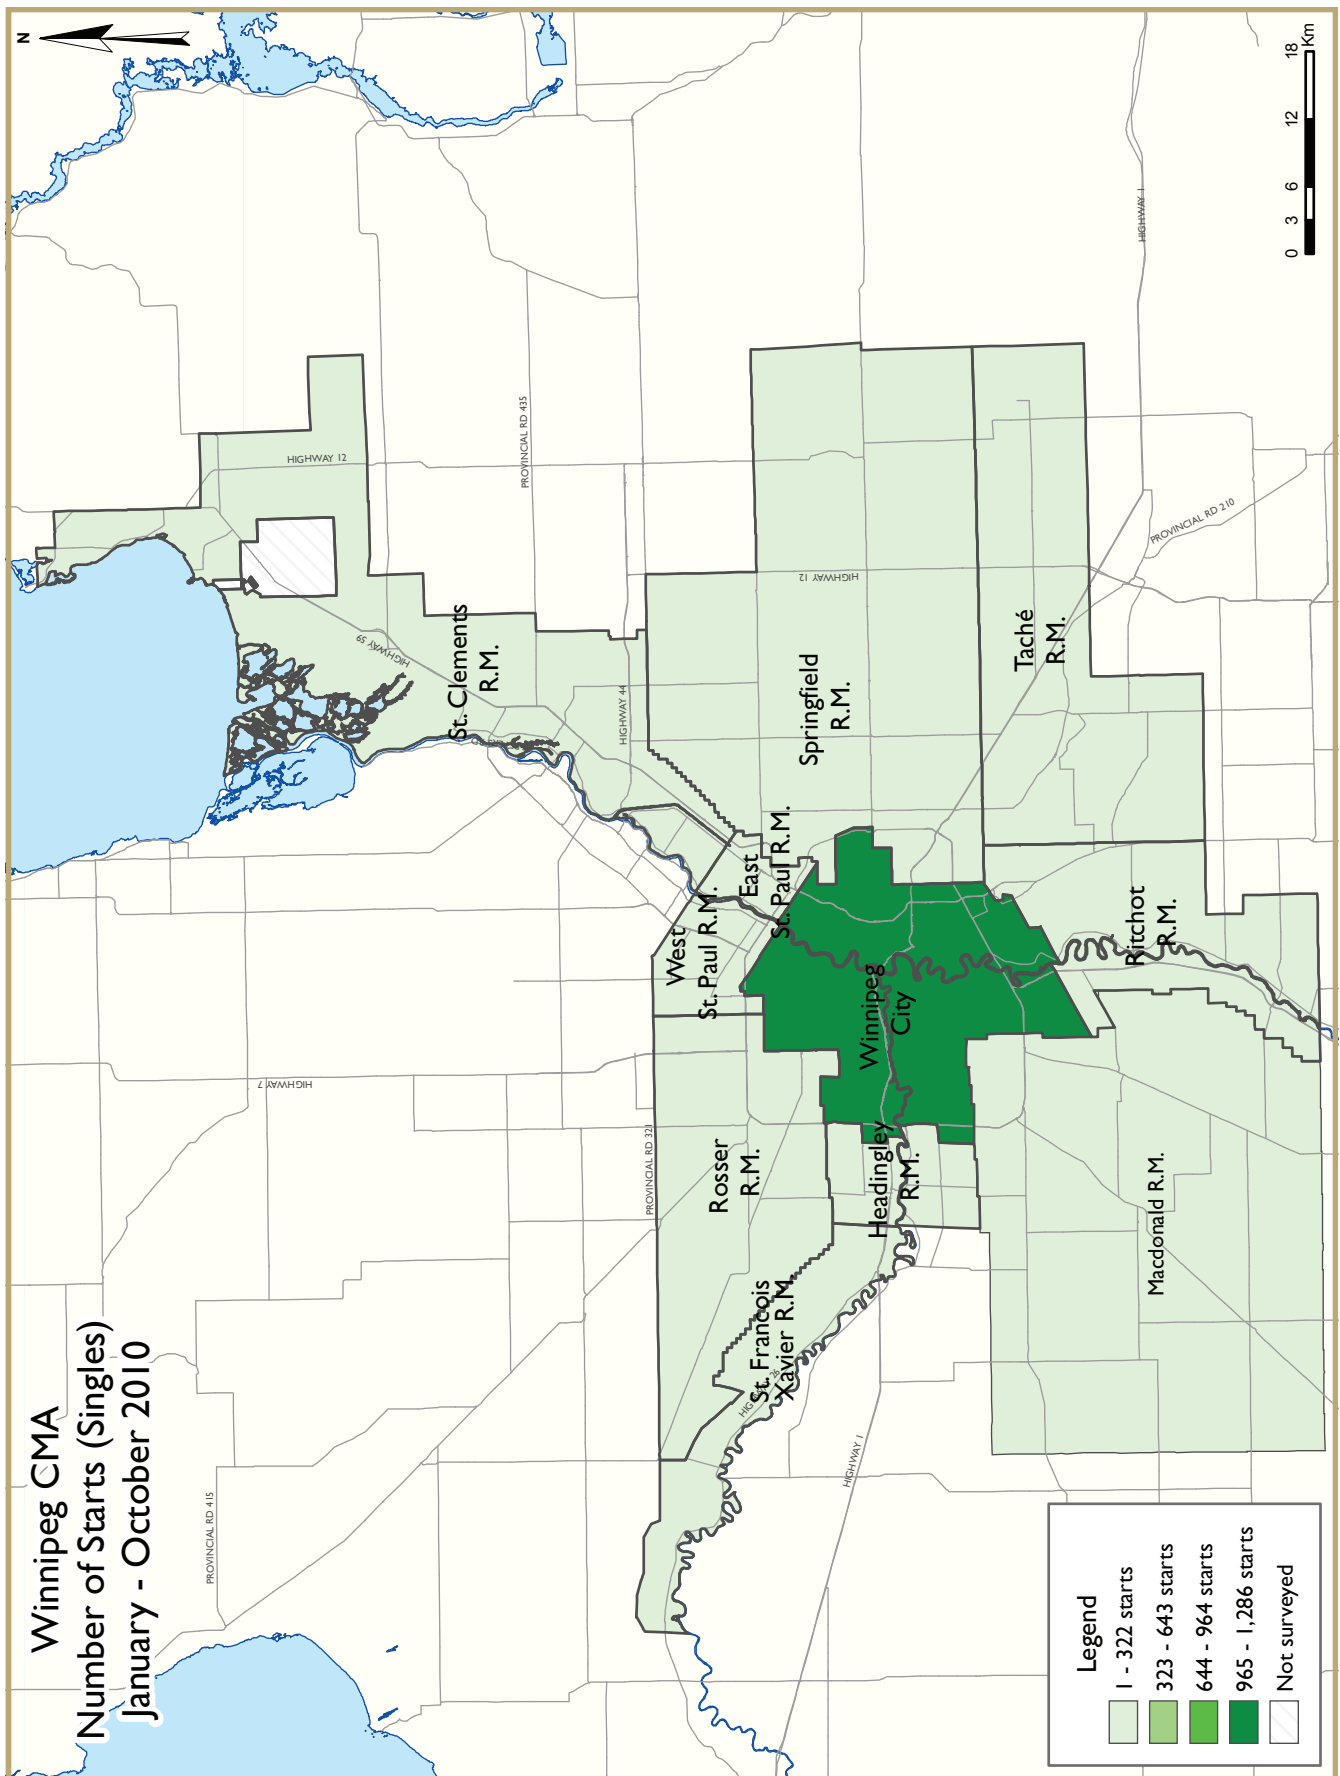 Winnipeg CMA
Number of Starts (Singles)
January - October 2010
N
PROVINCIAL RD 415
HIGHWAY 7
PROVINCIAL RD 321
HIGHWAY 12
PROVINCIAL RD 435
HIGHWAY 59
St. Clements
R.M.
HIGHWAY 44
West
St. Paul R.M.
East
St. Paul R.M.
Springfield
R.M.
HIGHWAY 12
Rosser
R.M.
St. Francois
Xavier R.M.
HIGHWAY 26
Winnipeg
City
Headingley
R.M.
HIGHWAY 1
Taché
R.M.
Ritchot
R.M.
Macdonald R.M.
HIGHWAY 1
PROVINCIAL RD 210
Legend
1 - 322 starts
323 - 643 starts
644 - 964 starts
965 - 1,286 starts
Not surveyed
0 3 6 12 18
Km